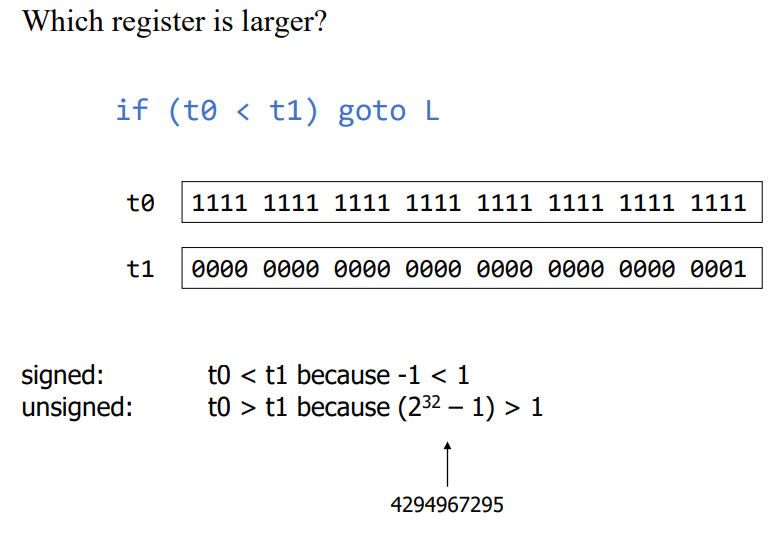 Which register is larger?
if (t0 < t1) goto L
t0 1111 1111 1111 1111 1111 1111 1111 1111
t1 0000 0000 0000 0000 0000 0000 0000 0001
signed: t0 < t1 because -1 < 1
unsigned: t0 > t1 because (2³² – 1) > 1
4294967295